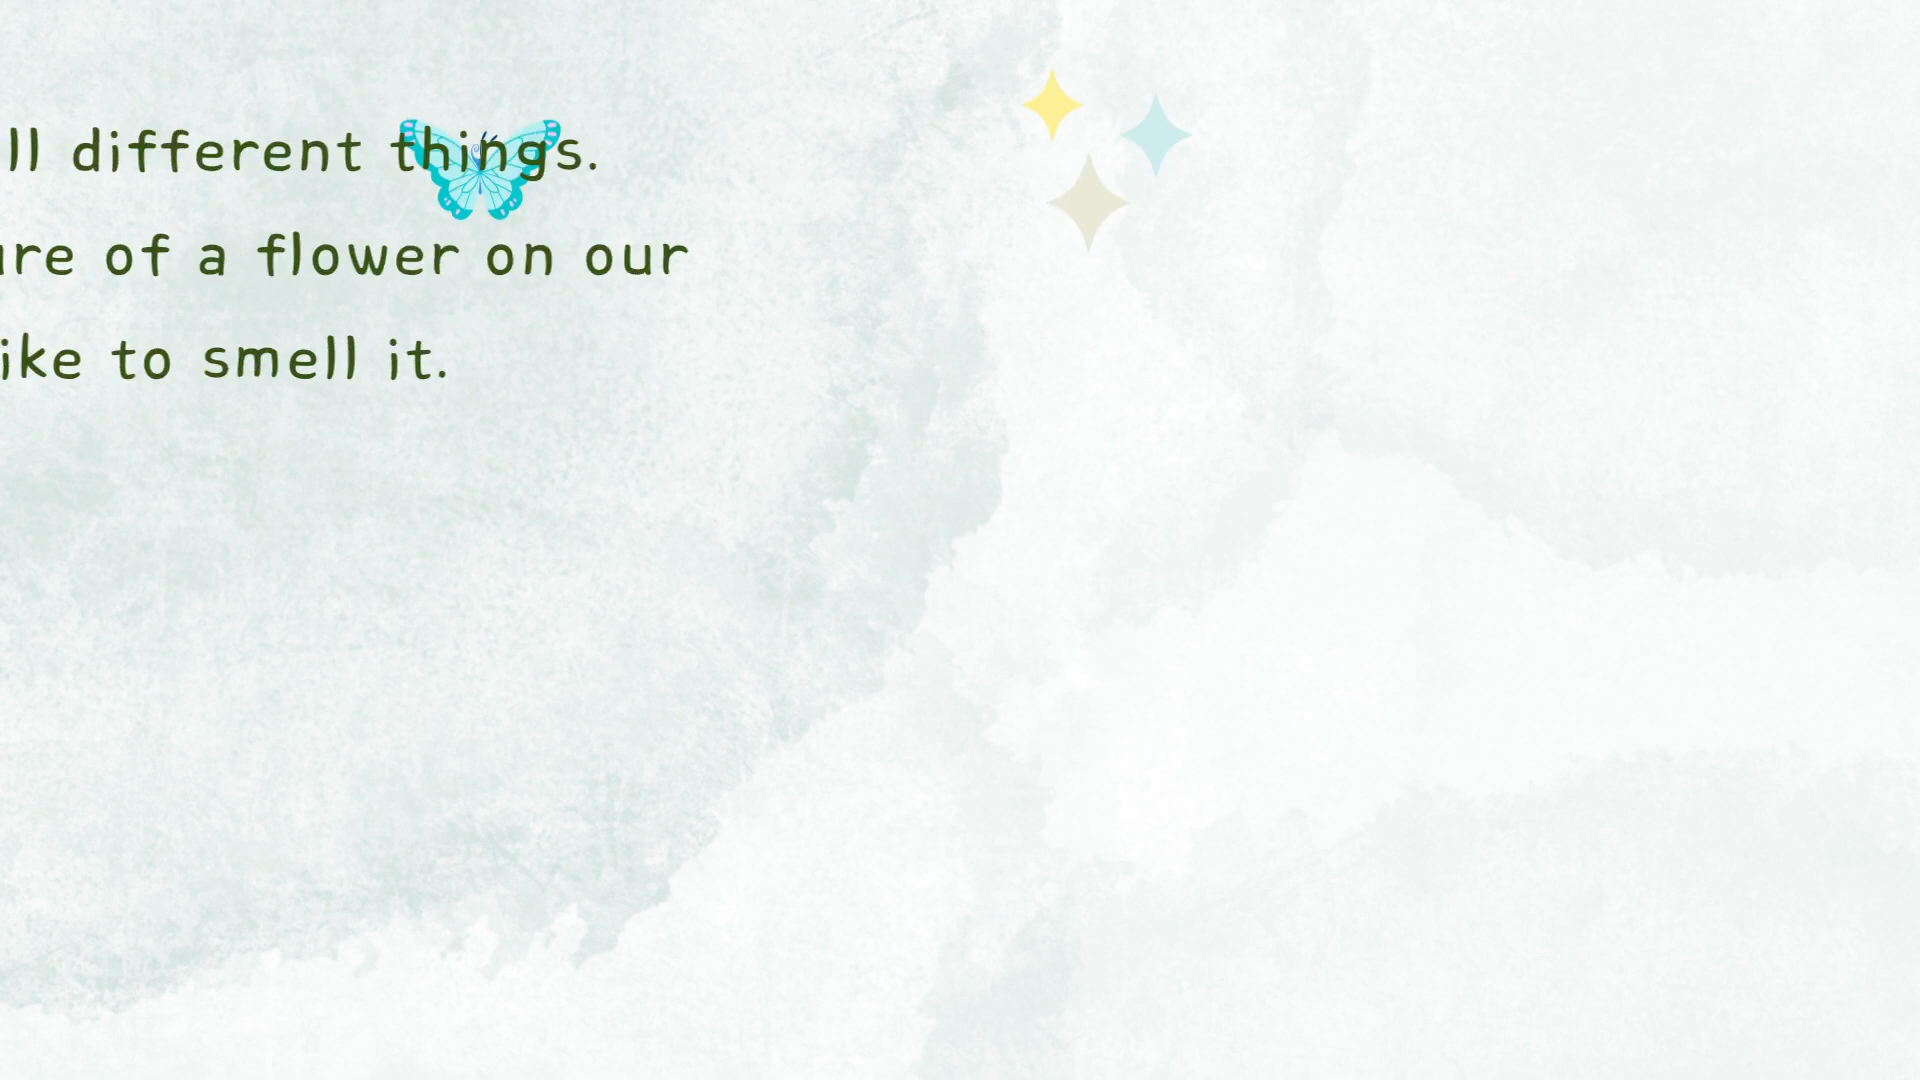 ll different things.
re of a flower on our
ike to smell it.